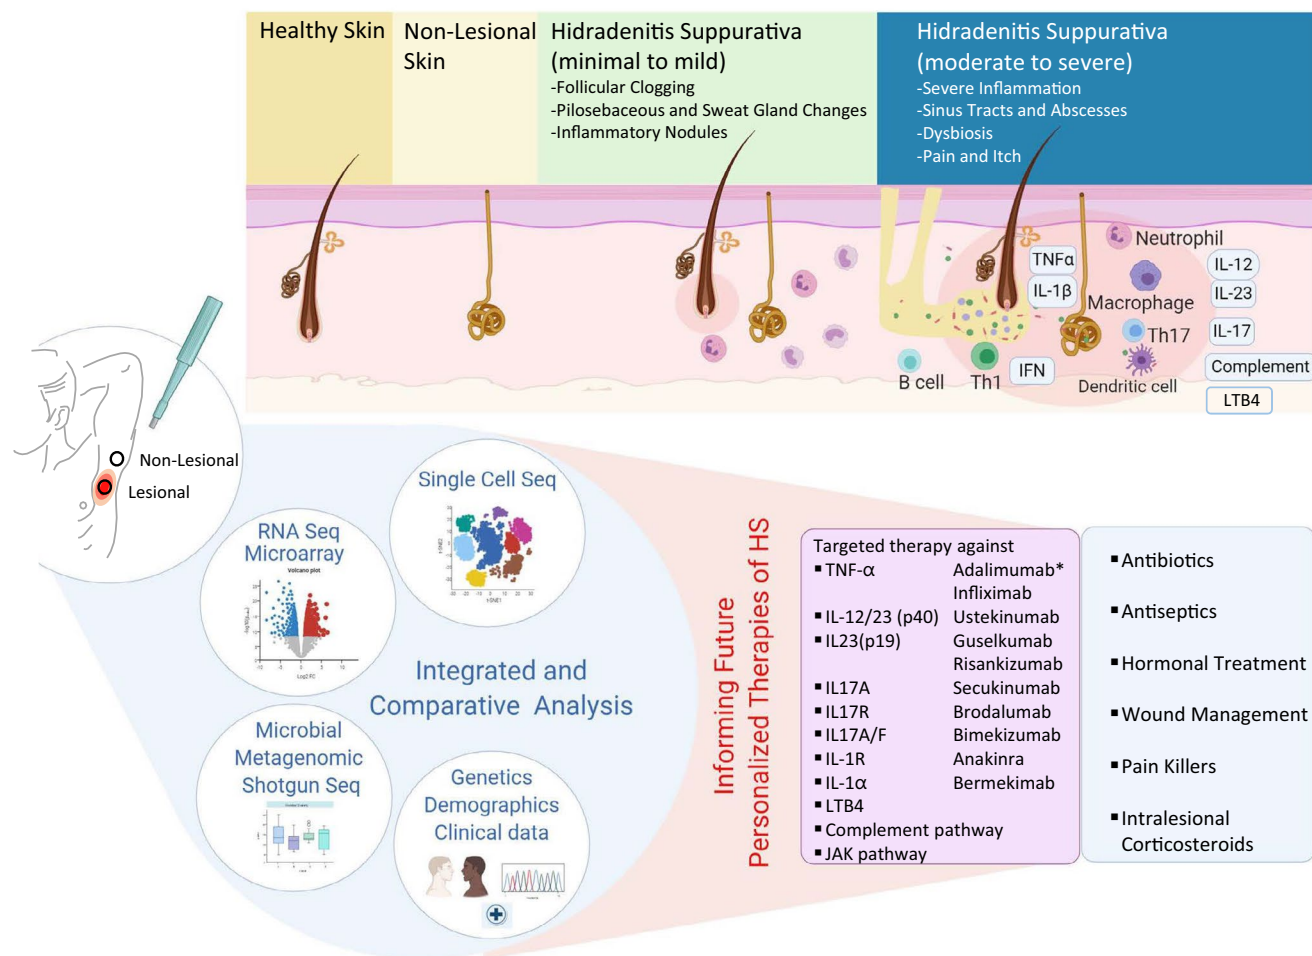 Healthy Skin
Non-Lesional
Skin
Hidradenitis Suppurativa
(minimal to mild)
-Follicular Clogging
-Pilosebaceous and Sweat Gland Changes
-Inflammatory Nodules
Hidradenitis Suppurativa
(moderate to severe)
-Severe Inflammation
-Sinus Tracts and Abscesses
-Dysbiosis
-Pain and Itch
Neutrophil
TNFα
IL-12
IL-1β
Macrophage
IL-23
Th17
IL-17
B cell
Th1
IFN
Dendritic cell
Complement
LTB4
Non-Lesional
Lesional
Single Cell Seq
t-SNE2
t-SNE1
RNA Seq
Microarray
Volcano plot
Log2 FC
Integrated and
Comparative Analysis
Microbial
Metagenomic
Shotgun Seq
Genetics
Demographics
Clinical data
Informing Future
Personalized Therapies of HS
Targeted therapy against
▪ TNF-α Adalimumab*
Infliximab
▪ IL-12/23 (p40) Ustekinumab
▪ IL23(p19) Guselkumab
Risankizumab
▪ IL17A Secukinumab
▪ IL17R Brodalumab
▪ IL17A/F Bimekizumab
▪ IL-1R Anakinra
▪ IL-1α Bermekimab
▪ LTB4
▪ Complement pathway
▪ JAK pathway
▪ Antibiotics
▪ Antiseptics
▪ Hormonal Treatment
▪ Wound Management
▪ Pain Killers
▪ Intralesional
Corticosteroids